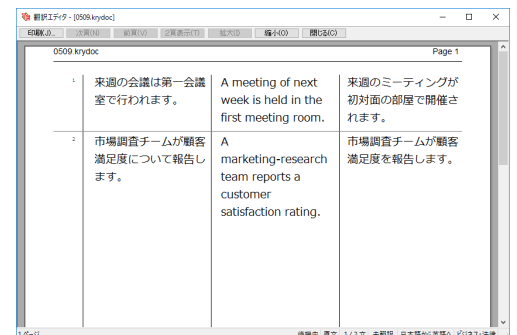 翻訳エディタ - [0509.krydoc]
印刷(J)... 次頁(N) 前頁(V) 2頁表示(T) 拡大(I) 縮小(O) 閉じる(C)
0509.krydoc Page 1
1
来週の会議は第一会議
室で行われます。
A meeting of next
week is held in the
first meeting room.
来週のミーティングが
初対面の部屋で開催さ
れます。
2
市場調査チームが顧客
満足度について報告し
ます。
A
marketing-research
team reports a
customer
satisfaction rating.
市場調査チームが顧客
満足度を報告します。
1 ページ